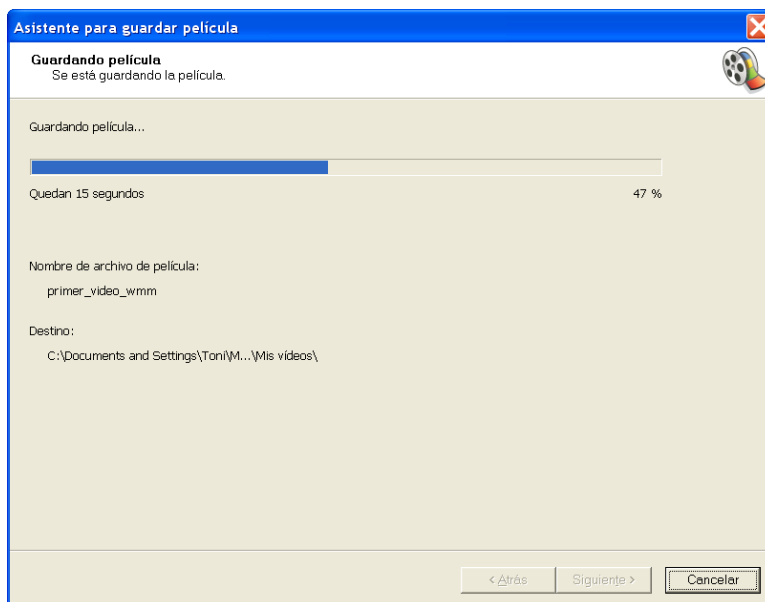 Asistente para guardar película
Guardando película
Se está guardando la película.
Guardando película...
Quedan 15 segundos 47 %
Nombre de archivo de película:
primer_video_wmm
Destino:
C:\Documents and Settings\Toni\M...\Mis vídeos\
< Atrás Siguiente > Cancelar